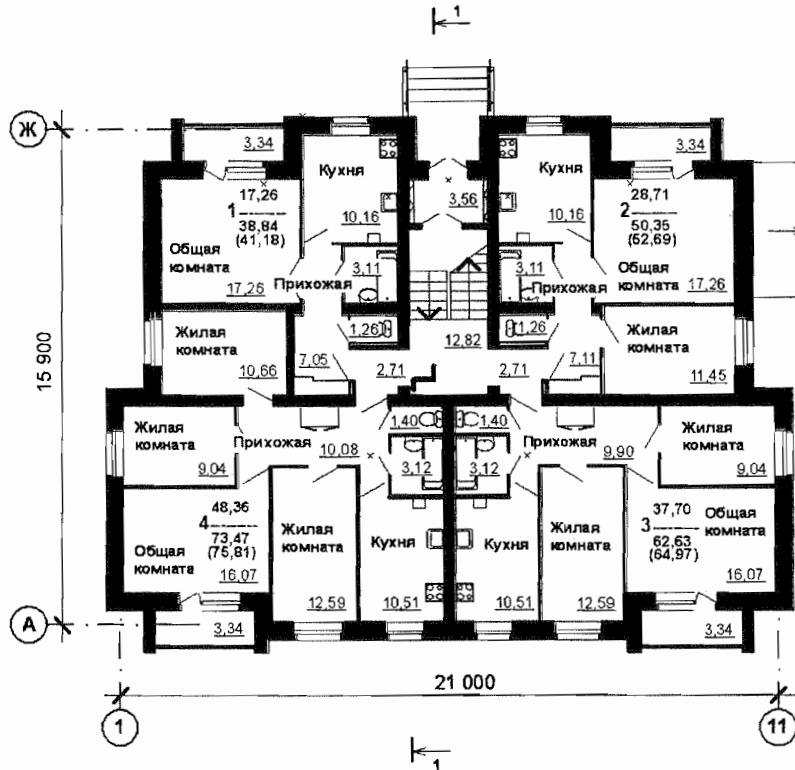 1
Ж
3,34
3,34
Кухня
Кухня
17,26
1
38,84
(41,18)
10,16
3,56
10,16
28,71
2
50,35
(52,69)
Общая
комната
17,26
Прихожая
3,11
3,11
Прихожая
Общая
комната
17,26
Жилая
комната
10,66
7,05
1,26
12,82
1,26
7,11
Жилая
комната
11,45
2,71
2,71
15 900
Жилая
комната
9,04
Прихожая
10,08
1,40
1,40
Прихожая
9,90
Жилая
комната
9,04
3,12
3,12
48,36
4
73,47
(75,81)
Общая
комната
16,07
Жилая
комната
12,59
Кухня
10,51
Кухня
10,51
Жилая
комната
12,59
37,70
3
62,63
(64,97)
Общая
комната
16,07
А
3,34
3,34
21 000
1
11
1